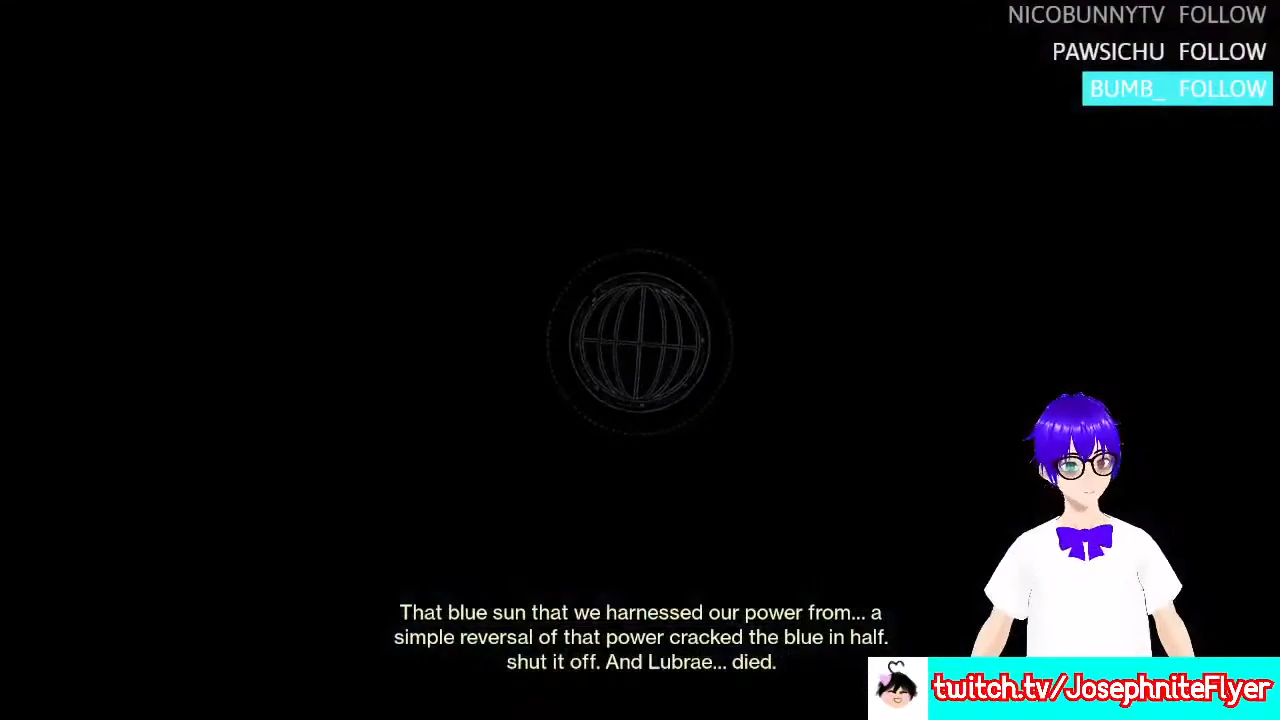 NICOBUNNYTV FOLLOW
PAWSICHU FOLLOW
BUMB_ FOLLOW
That blue sun that we harnessed our power from... a
simple reversal of that power cracked the blue in half.
shut it off. And Lubrae... died.
twitch.tv/JosephniteFlyer